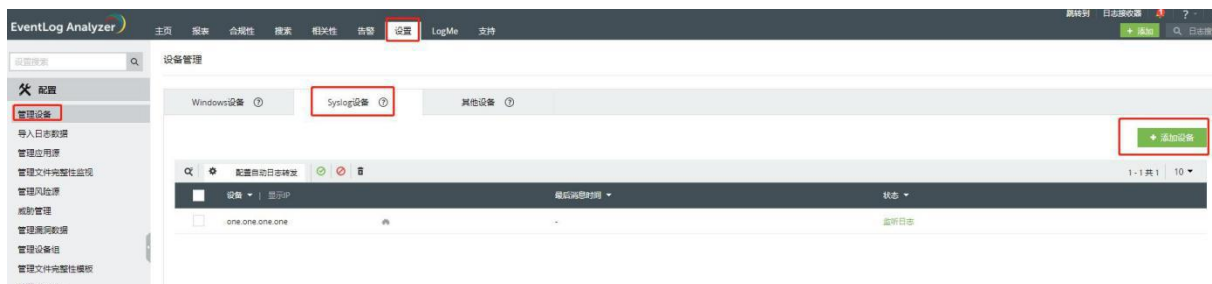 跳转到 日志接收器 ?
EventLog Analyzer 主页 报表 合规性 搜索 相关性 告警 设置 LogMe 支持 + 添加 日志搜
设置搜索 设备管理
配置
Windows设备 Syslog设备 其他设备
管理设备
导入日志数据 + 添加设备
管理应用源
管理文件完整性监视 配置自动日志转发 1-1 共 1 10
管理风险源 设备 | 显示IP 最后消息时间 状态
威胁管理
one.one.one.one - 监听日志
管理漏洞数据
管理设备组
管理文件完整性模板